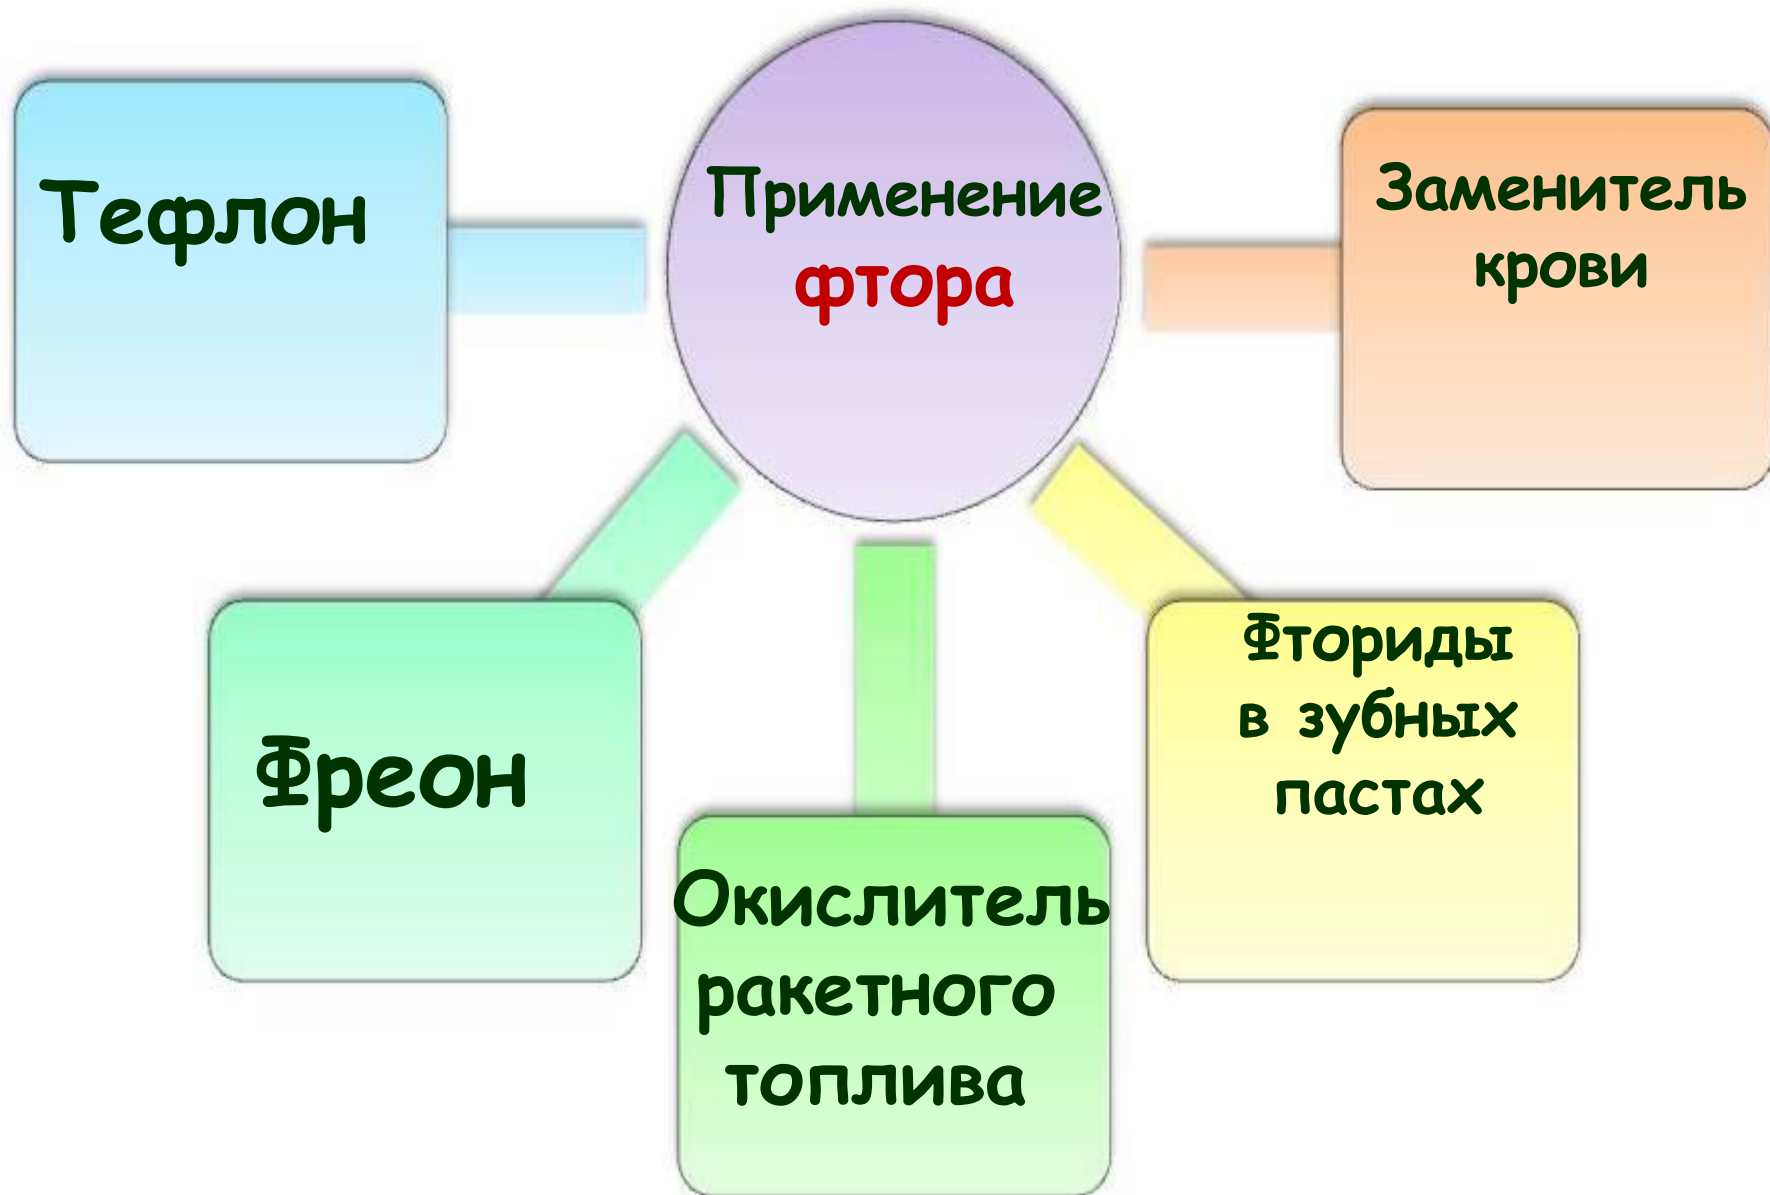 Применение
фтора
Тефлон
Заменитель
крови
Фреон
Окислитель
ракетного
топлива
Фториды
в зубных
пастах